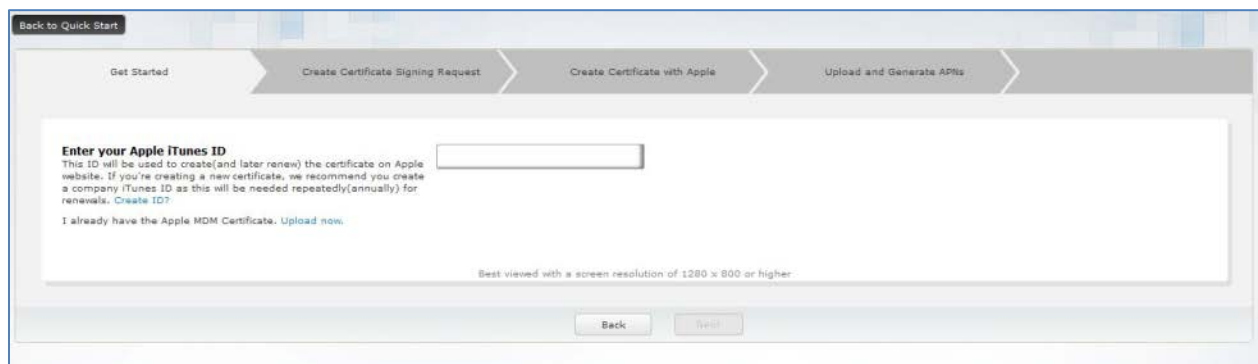 Back to Quick Start
Get Started
Create Certificate Signing Request
Create Certificate with Apple
Upload and Generate APNs
Enter your Apple iTunes ID
This ID will be used to create(and later renew) the certificate on Apple
website. If you're creating a new certificate, we recommend you create
a company iTunes ID as this will be needed repeatedly(annually) for
renewals. Create ID?
I already have the Apple MDM Certificate. Upload now.
Best viewed with a screen resolution of 1280 x 800 or higher
Back
Next